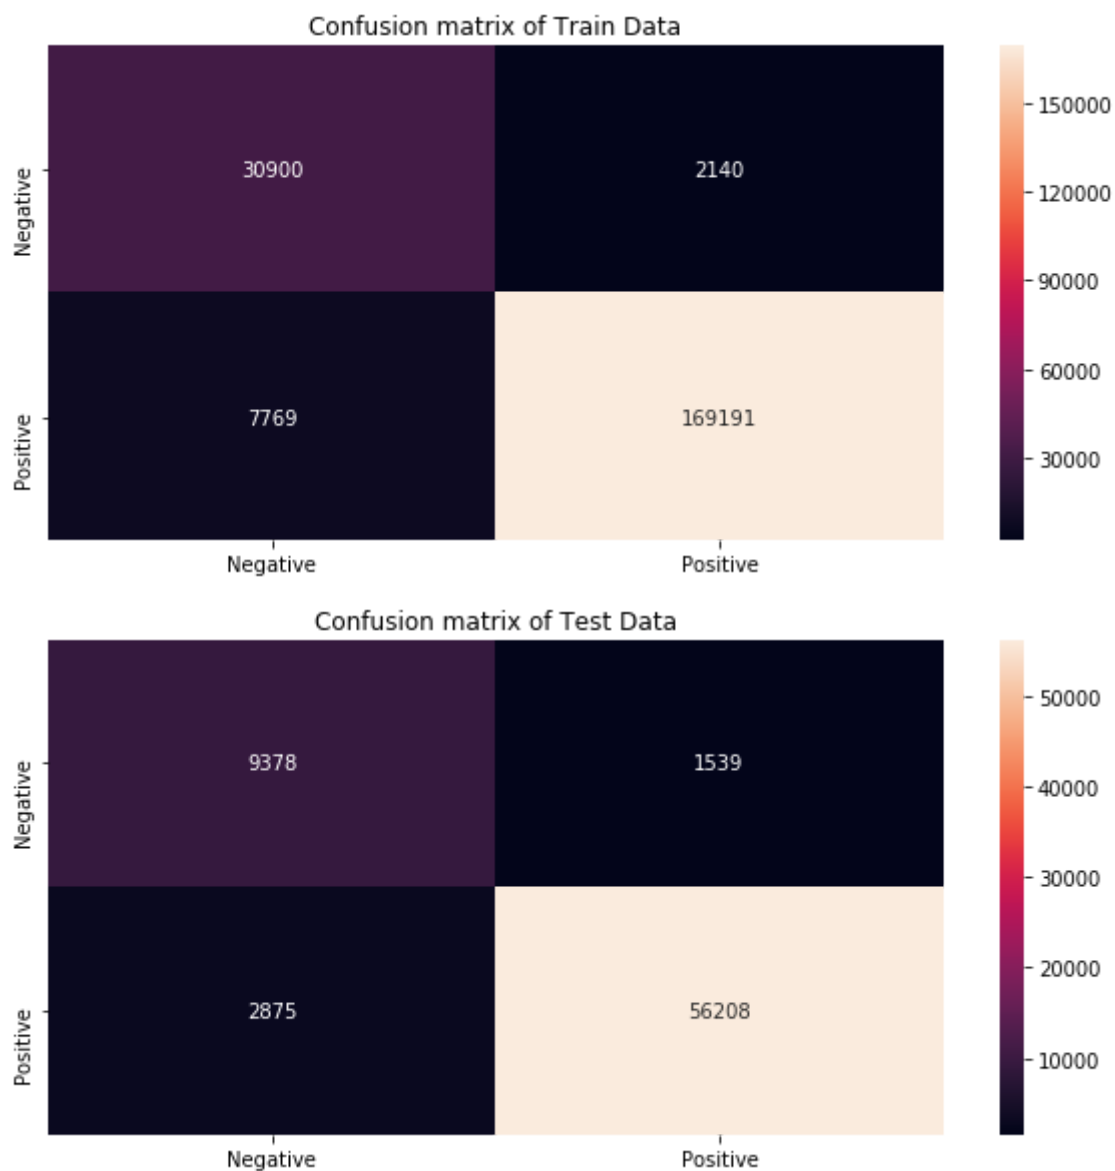 Confusion matrix of Train Data
Negative
30900
2140
Positive
7769
169191
Negative
Positive
150000
120000
90000
60000
30000
Confusion matrix of Test Data
Negative
9378
1539
Positive
2875
56208
Negative
Positive
50000
40000
30000
20000
10000